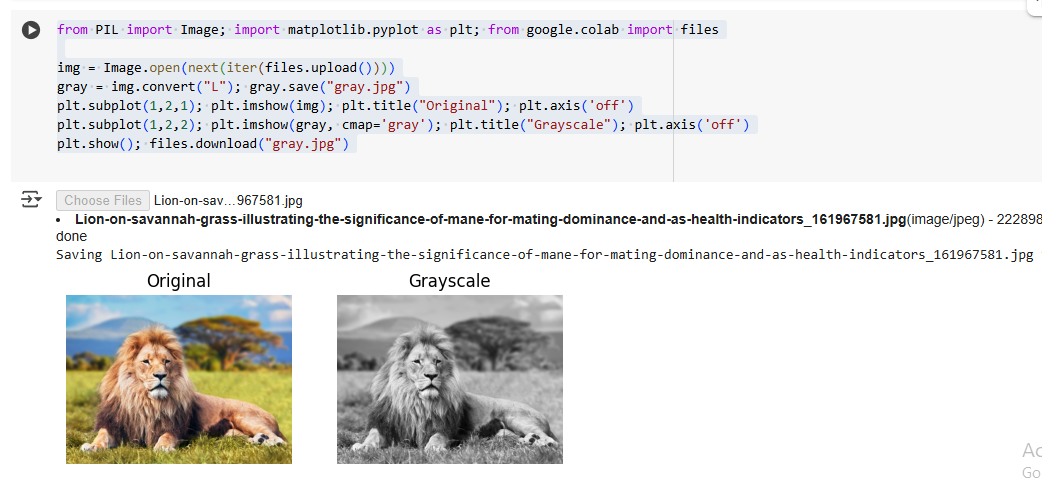 from PIL import Image; import matplotlib.pyplot as plt; from google.colab import files
img = Image.open(next(iter(files.upload())))
gray = img.convert("L"); gray.save("gray.jpg")
plt.subplot(1,2,1); plt.imshow(img); plt.title("Original"); plt.axis('off')
plt.subplot(1,2,2); plt.imshow(gray, cmap='gray'); plt.title("Grayscale"); plt.axis('off')
plt.show(); files.download("gray.jpg")
Choose Files Lion-on-sav…967581.jpg
• Lion-on-savannah-grass-illustrating-the-significance-of-mane-for-mating-dominance-and-as-health-indicators_161967581.jpg(image/jpeg) - 222898
done
Saving Lion-on-savannah-grass-illustrating-the-significance-of-mane-for-mating-dominance-and-as-health-indicators_161967581.jpg
Original Grayscale